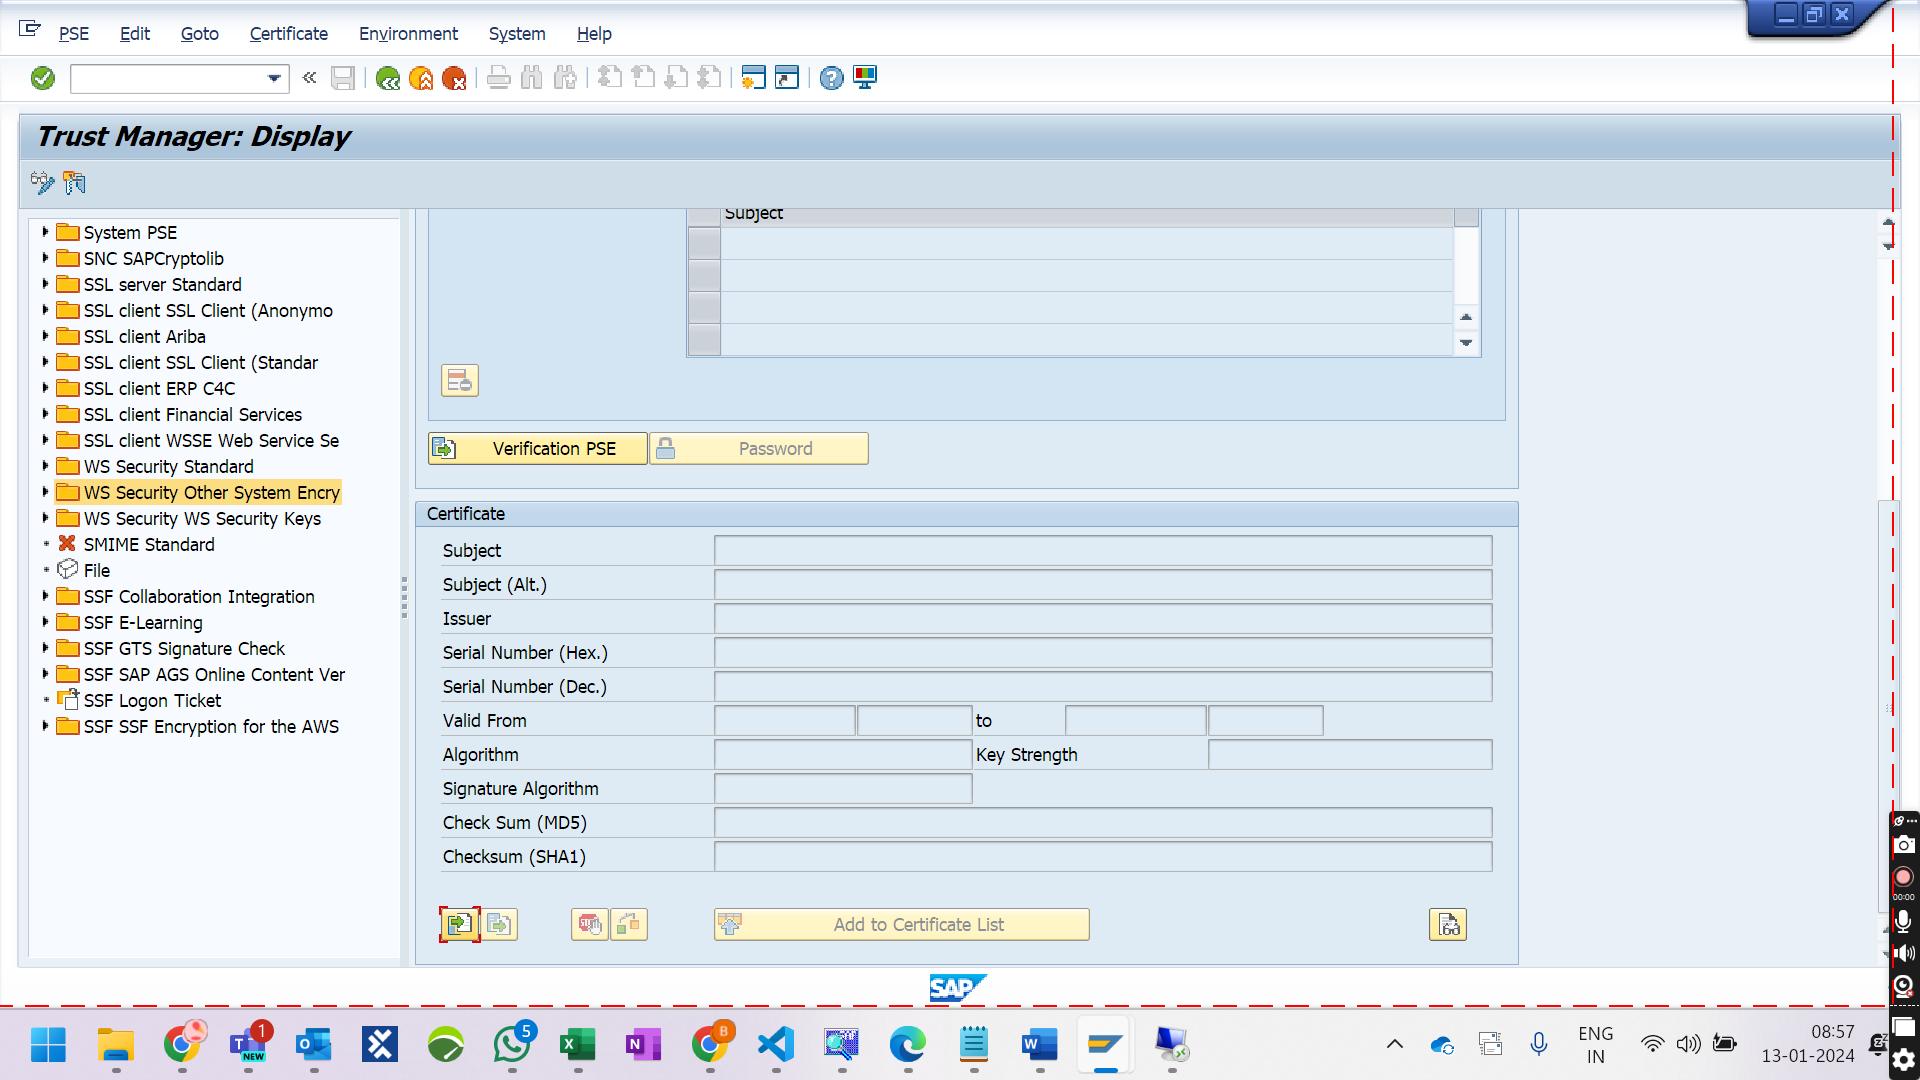 PSE Edit Goto Certificate Environment System Help
Trust Manager: Display
System PSE
SNC SAPCryptolib
SSL server Standard
SSL client SSL Client (Anonymo
SSL client Ariba
SSL client SSL Client (Standar
SSL client ERP C4C
SSL client Financial Services
SSL client WSSE Web Service Se
WS Security Standard
WS Security Other System Encry
WS Security WS Security Keys
SMIME Standard
File
SSF Collaboration Integration
SSF E-Learning
SSF GTS Signature Check
SSF SAP AGS Online Content Ver
SSF Logon Ticket
SSF SSF Encryption for the AWS
Subject
Verification PSE Password
Certificate
Subject
Subject (Alt.)
Issuer
Serial Number (Hex.)
Serial Number (Dec.)
Valid From to
Algorithm Key Strength
Signature Algorithm
Check Sum (MD5)
Checksum (SHA1)
Add to Certificate List
SAP
00:00
1
NEW
5
B
ENG
IN
08:57
13-01-2024